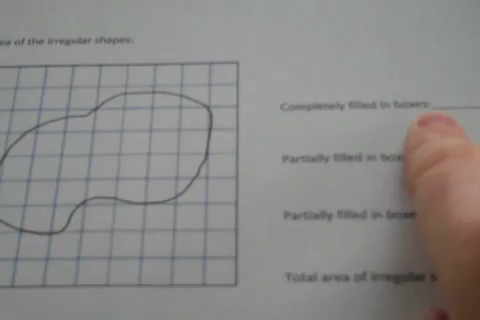 ea of the irregular shapes:
Completely filled in boxes:
Partially filled in boxe
Partially filled in boxe
Total area of irregular s